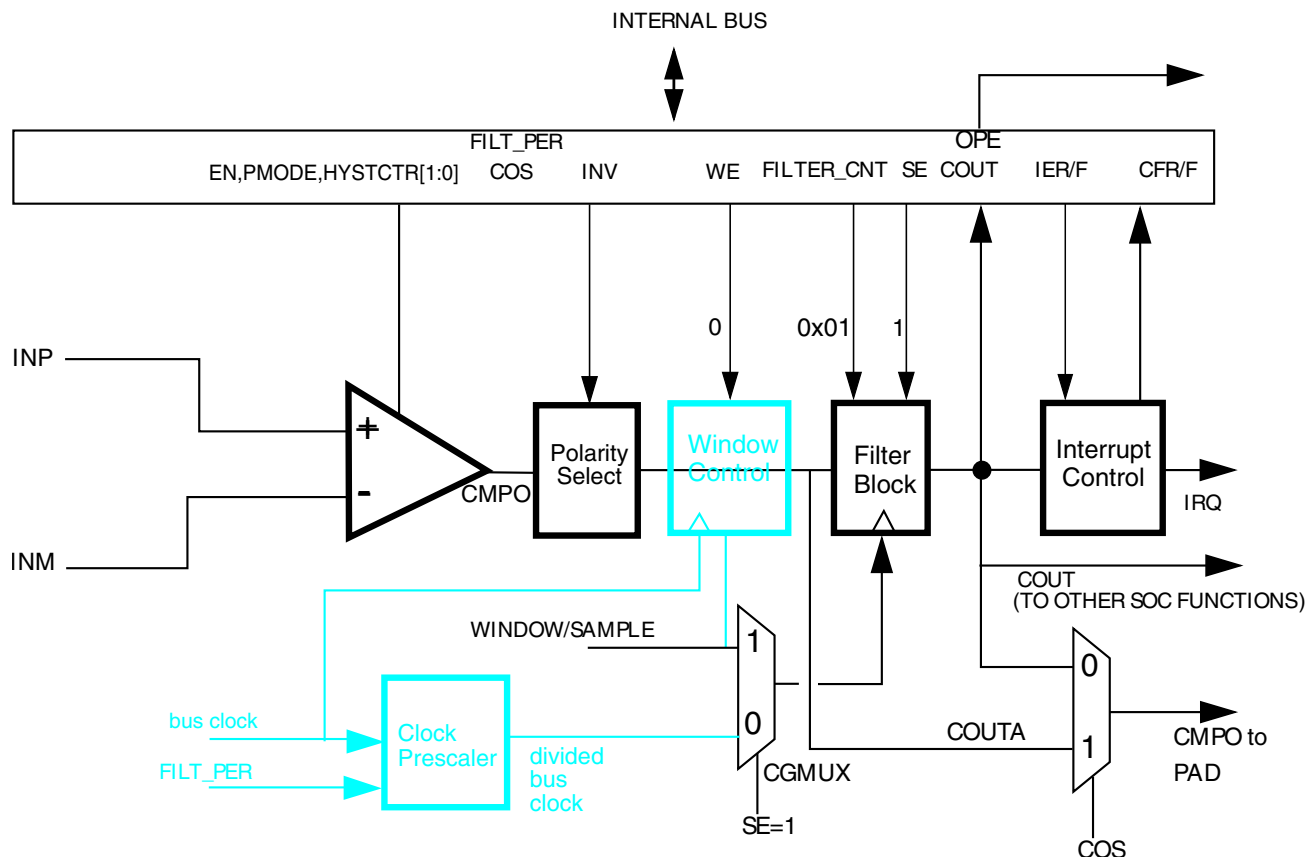 INTERNAL BUS
FILT_PER
OPE
EN,PMODE,HYSTCTR[1:0]
COS
INV
WE
FILTER_CNT
SE
COUT
IER/F
CFR/F
0
0x01
1
INP
+
-
INM
CMPO
Polarity
Select
Window
Control
Filter
Block
Interrupt
Control
IRQ
COUT
(TO OTHER SOC FUNCTIONS)
WINDOW/SAMPLE
1
0
CGMUX
SE=1
bus clock
FILT_PER
Clock
Prescaler
divided
bus
clock
COUTA
0
1
CMPO to
PAD
COS